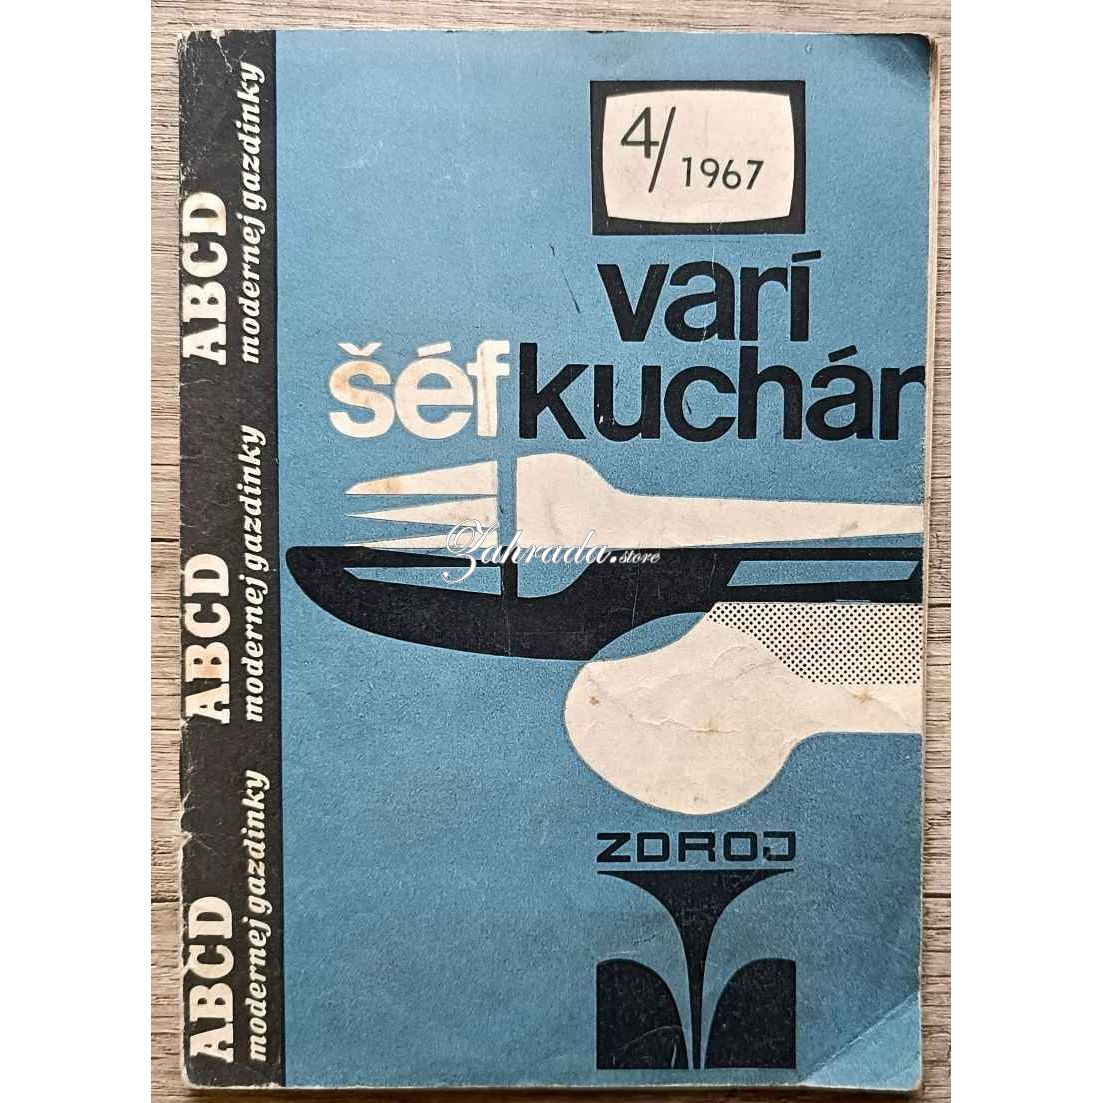 4/1967
varí
šéfkuchár
ZDROJ
ABCD
modernej gazdinky
ABCD
modernej gazdinky
ABCD
modernej gazdinky
Zahrada.store